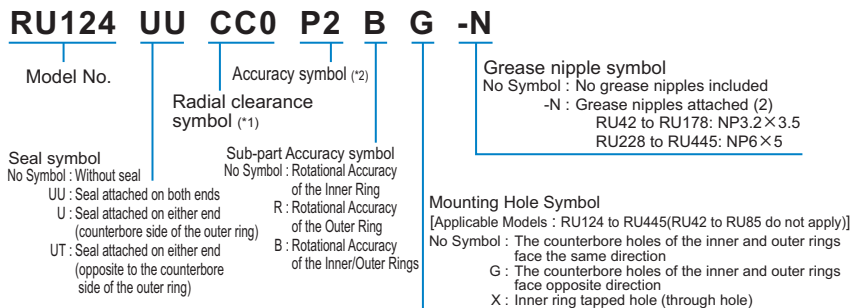 RU124 UU CC0 P2 B G -N
Model No.
Accuracy symbol (*2)
Radial clearance
symbol (*1)
Grease nipple symbol
No Symbol : No grease nipples included
-N : Grease nipples attached (2)
RU42 to RU178: NP3.2×3.5
RU228 to RU445: NP6×5
Seal symbol
No Symbol : Without seal
UU : Seal attached on both ends
U : Seal attached on either end
(counterbore side of the outer ring)
UT : Seal attached on either end
(opposite to the counterbore
side of the outer ring)
Sub-part Accuracy symbol
No Symbol : Rotational Accuracy
of the Inner Ring
R : Rotational Accuracy
of the Outer Ring
B : Rotational Accuracy
of the Inner/Outer Rings
Mounting Hole Symbol
[Applicable Models : RU124 to RU445(RU42 to RU85 do not apply)]
No Symbol : The counterbore holes of the inner and outer rings
face the same direction
G : The counterbore holes of the inner and outer rings
face opposite direction
X : Inner ring tapped hole (through hole)